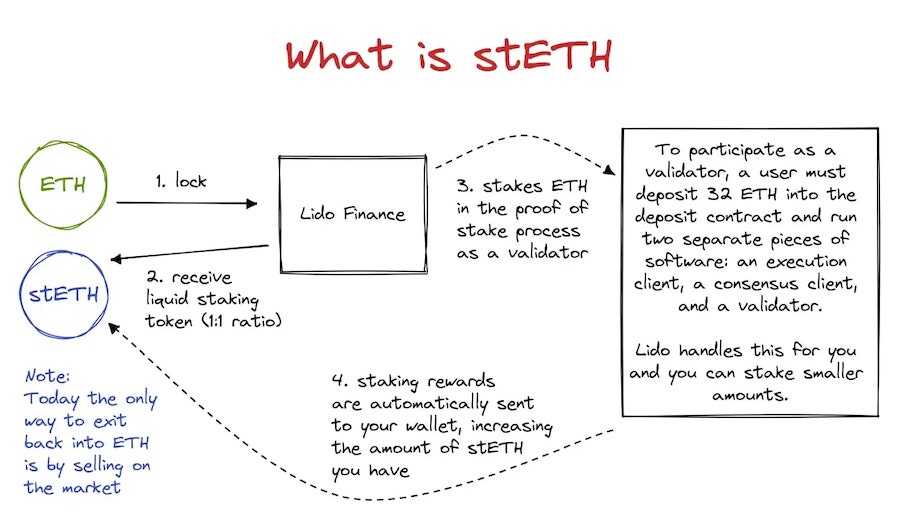 What is stETH
ETH
1. lock
Lido Finance
stETH
2. receive
liquid staking
token (1:1 ratio)
3. stakes ETH
in the proof of
stake process
as a validator
To participate as a
validator, a user must
deposit 32 ETH into the
deposit contract and run
two separate pieces of
software: an execution
client, a consensus client,
and a validator.
Lido handles this for you
and you can stake smaller
amounts.
4. staking rewards
are automatically sent
to your wallet, increasing
the amount of stETH
you have
Note:
Today the only
way to exit
back into ETH
is by selling on
the market